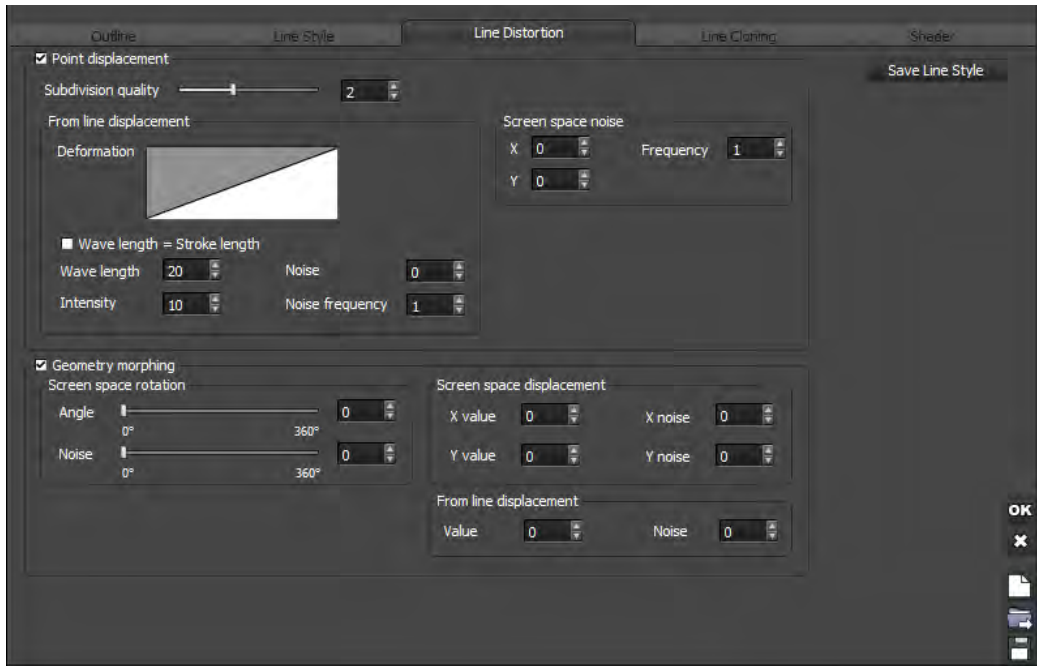 Outline Line Style Line Distortion Line Cloning Shader
Point displacement
Save Line Style
Subdivision quality 2
From line displacement
Deformation
Wave length = Stroke length
Wave length 20 Noise 0
Intensity 10 Noise frequency 1
Screen space noise
X 0 Frequency 1
Y 0
Geometry morphing
Screen space rotation
Angle 0
0° 360°
Noise 0
0° 360°
Screen space displacement
X value 0 X noise 0
Y value 0 Y noise 0
From line displacement
Value 0 Noise 0
OK